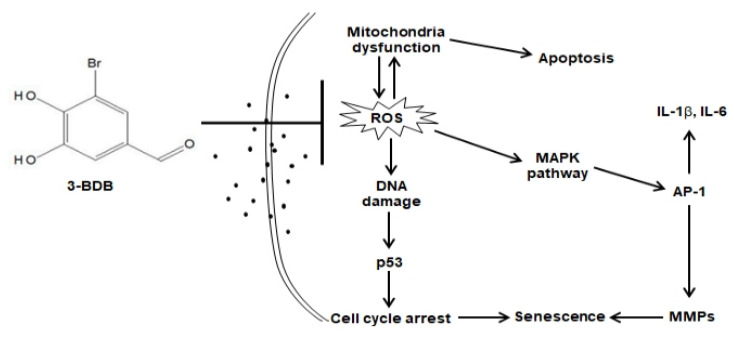 Br
HO
HO
O
3-BDB
Mitochondria
dysfunction
Apoptosis
ROS
IL-1β, IL-6
MAPK
pathway
DNA
damage
AP-1
p53
Cell cycle arrest
Senescence
MMPs